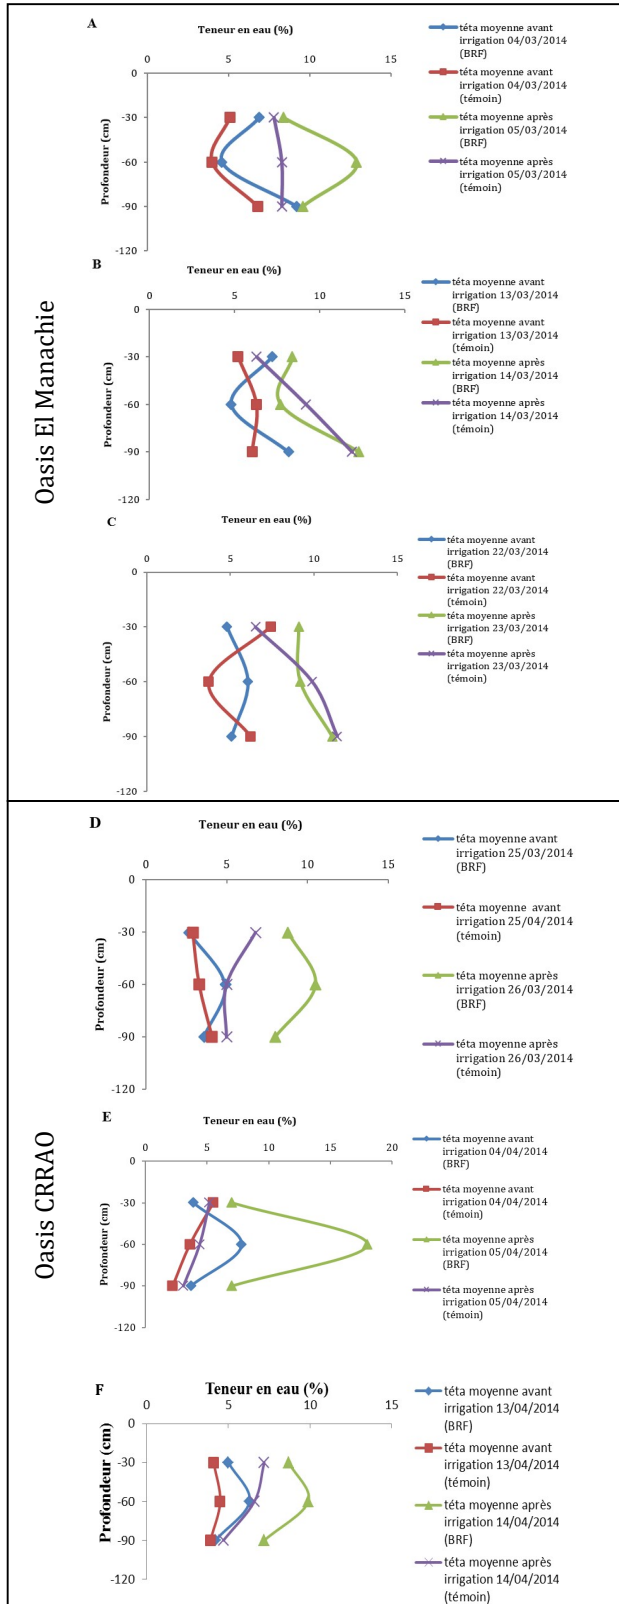 Oasis El Manachie
A
Teneur en eau (%)
0 5 10 15
0
-30
-60
-90
-120
Profondeur (cm)
téta moyenne avant
irrigation 04/03/2014
(BRF)
téta moyenne avant
irrigation 04/03/2014
(témoin)
téta moyenne après
irrigation 05/03/2014
(BRF)
téta moyenne après
irrigation 05/03/2014
(témoin)
B
Teneur en eau (%)
0 5 10 15
0
-30
-60
-90
-120
Profondeur (cm)
téta moyenne avant
irrigation 13/03/2014
(BRF)
téta moyenne avant
irrigation 13/03/2014
(témoin)
téta moyenne après
irrigation 14/03/2014
(BRF)
téta moyenne après
irrigation 14/03/2014
(témoin)
C
Teneur en eau (%)
0 5 10 15
0
-30
-60
-90
-120
Profondeur (cm)
téta moyenne avant
irrigation 22/03/2014
(BRF)
téta moyenne avant
irrigation 22/03/2014
(témoin)
téta moyenne après
irrigation 23/03/2014
(BRF)
téta moyenne après
irrigation 23/03/2014
(témoin)
Oasis CRRAO
D
Teneur en eau (%)
0 5 10 15
0
-30
-60
-90
-120
Profondeur (cm)
téta moyenne avant
irrigation 25/03/2014
(BRF)
téta moyenne avant
irrigation 25/04/2014
(témoin)
téta moyenne après
irrigation 26/03/2014
(BRF)
téta moyenne après
irrigation 26/03/2014
(témoin)
E
Teneur en eau (%)
0 5 10 15 20
0
-30
-60
-90
-120
Profondeur (cm)
téta moyenne avant
irrigation 04/04/2014
(BRF)
téta moyenne avant
irrigation 04/04/2014
(témoin)
téta moyenne après
irrigation 05/04/2014
(BRF)
téta moyenne après
irrigation 05/04/2014
(témoin)
F
Teneur en eau (%)
0 5 10 15
0
-30
-60
-90
-120
Profondeur (cm)
téta moyenne avant
irrigation 13/04/2014
(BRF)
téta moyenne avant
irrigation 13/04/2014
(témoin)
téta moyenne après
irrigation 14/04/2014
(BRF)
téta moyenne après
irrigation 14/04/2014
(témoin)